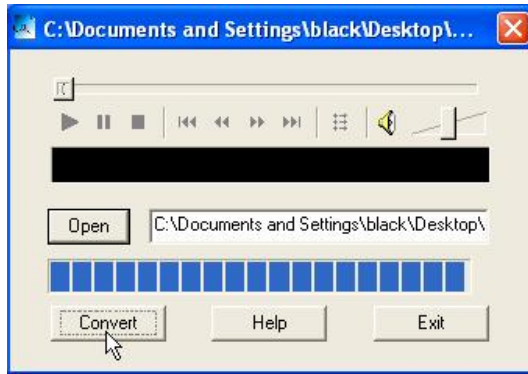 C:\Documents and Settings\black\Desktop\...
Open
C:\Documents and Settings\black\Desktop\
Convert
Help
Exit